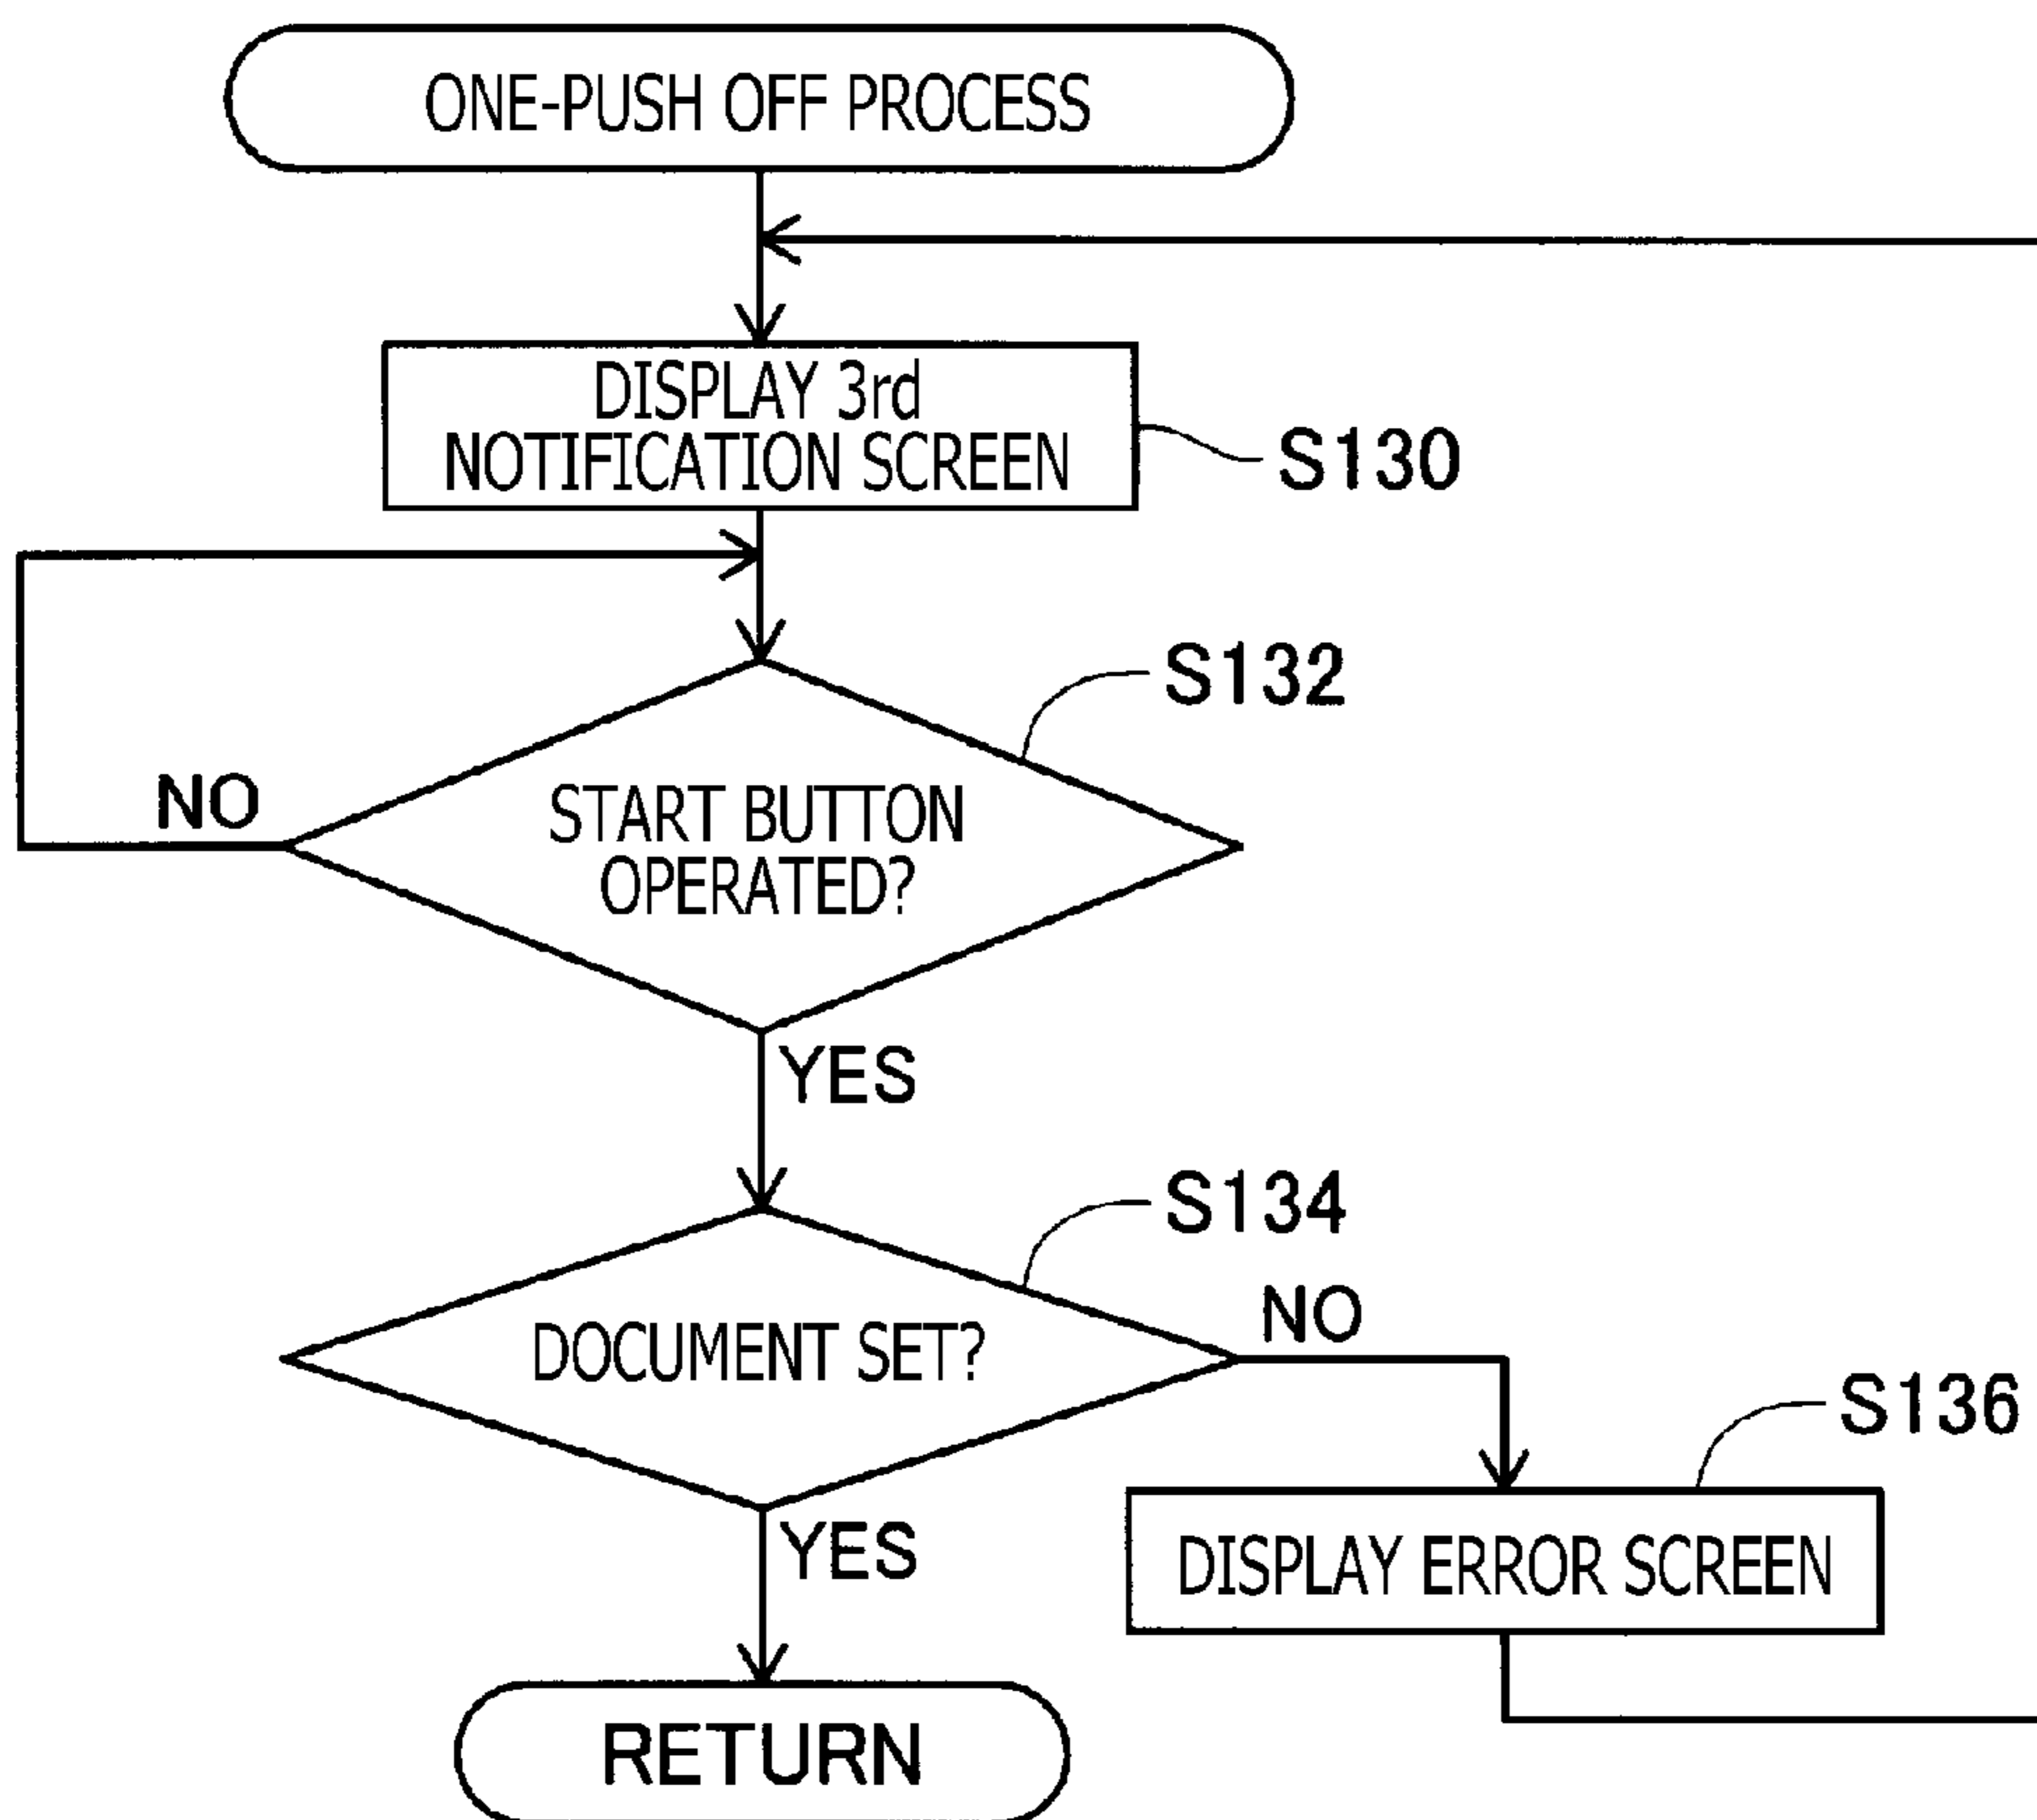 ONE-PUSH OFF PROCESS
DISPLAY 3rd
NOTIFICATION SCREEN
S130
S132
NO
START BUTTON
OPERATED?
YES
S134
NO
DOCUMENT SET?
S136
YES
DISPLAY ERROR SCREEN
RETURN